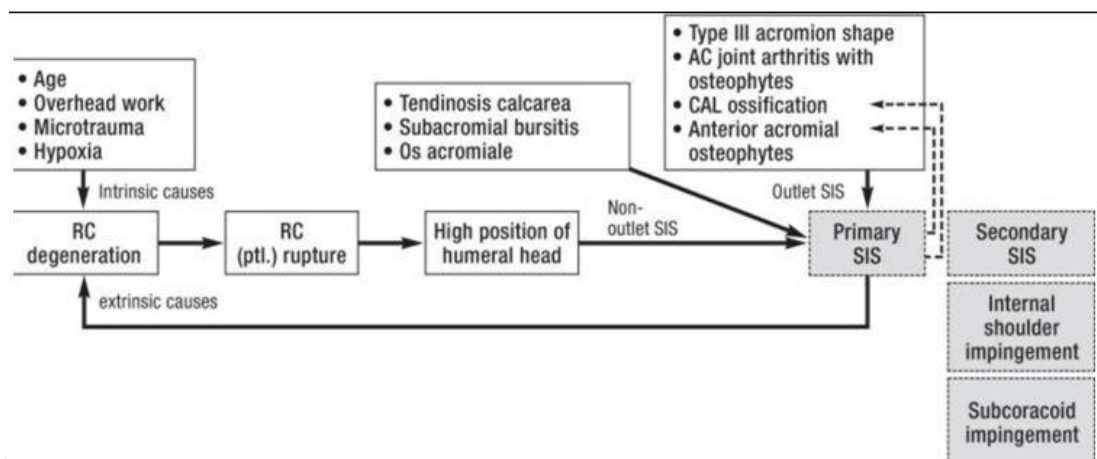 • Type III acromion shape
• AC joint arthritis with
osteophytes
• CAL ossification
• Anterior acromial
osteophytes
• Age
• Overhead work
• Microtrauma
• Hypoxia
• Tendinosis calcarea
• Subacromial bursitis
• Os acromiale
Intrinsic causes
Outlet SIS
Non-
outlet SIS
RC
degeneration
RC
(ptl.) rupture
High position of
humeral head
Primary
SIS
Secondary
SIS
extrinsic causes
Internal
shoulder
impingement
Subcoracoid
impingement